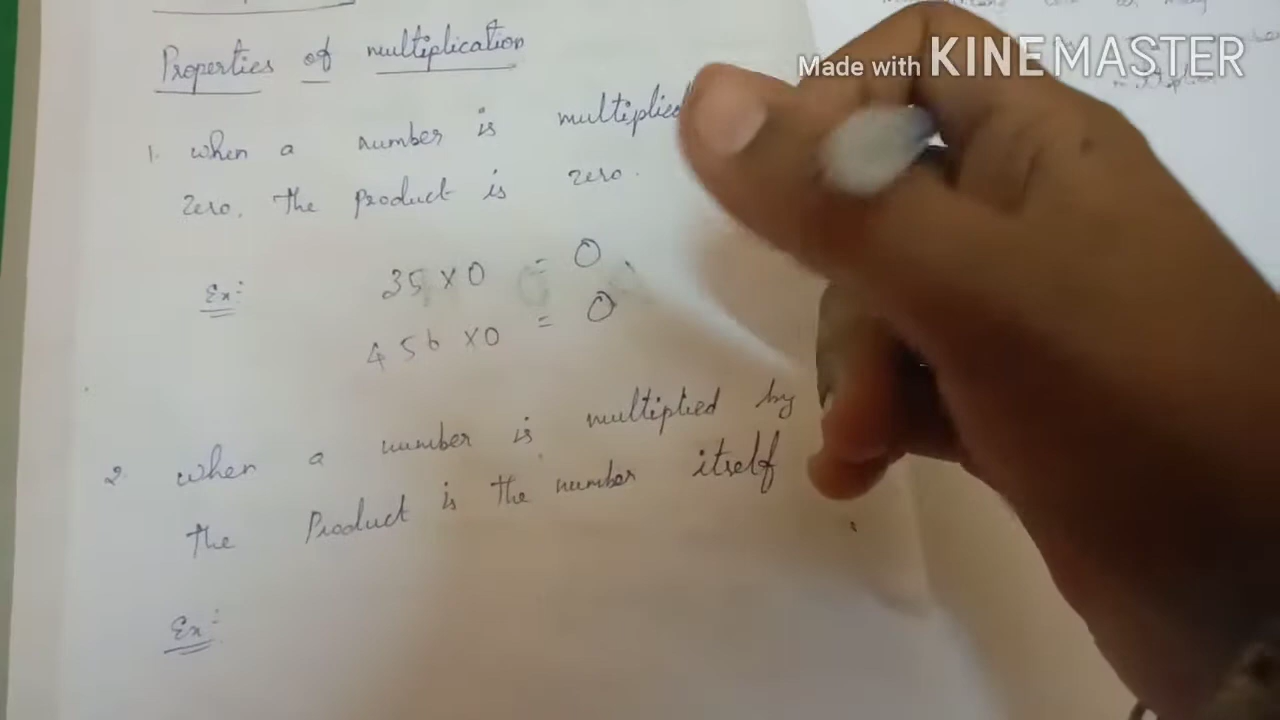 Made with KINEMASTER
Properties of multiplication
1. when a number is multiplied
zero. The product is zero.
Ex:
35 X 0 = 0
456 X 0 = 0
2. when a number is multiplied by
the Product is the number itself
Ex: